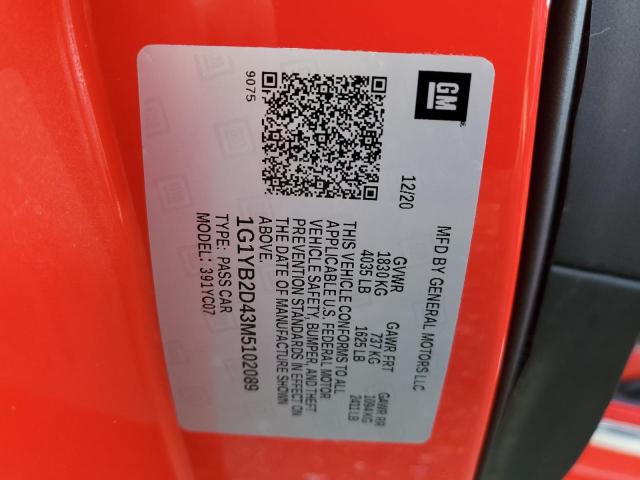 GM
MFD BY GENERAL MOTORS LLC
12/20
GVWR
1830 KG
4035 LB
GAWR FRT
737 KG
1625 LB
GAWR RR
1094 KG
2411 LB
THIS VEHICLE CONFORMS TO ALL
APPLICABLE U.S. FEDERAL MOTOR
VEHICLE SAFETY, BUMPER, AND THEFT
PREVENTION STANDARDS IN EFFECT ON
THE DATE OF MANUFACTURE SHOWN
ABOVE.
1G1YB2D43M5102089
TYPE: PASS CAR
MODEL: 391YC07
9075